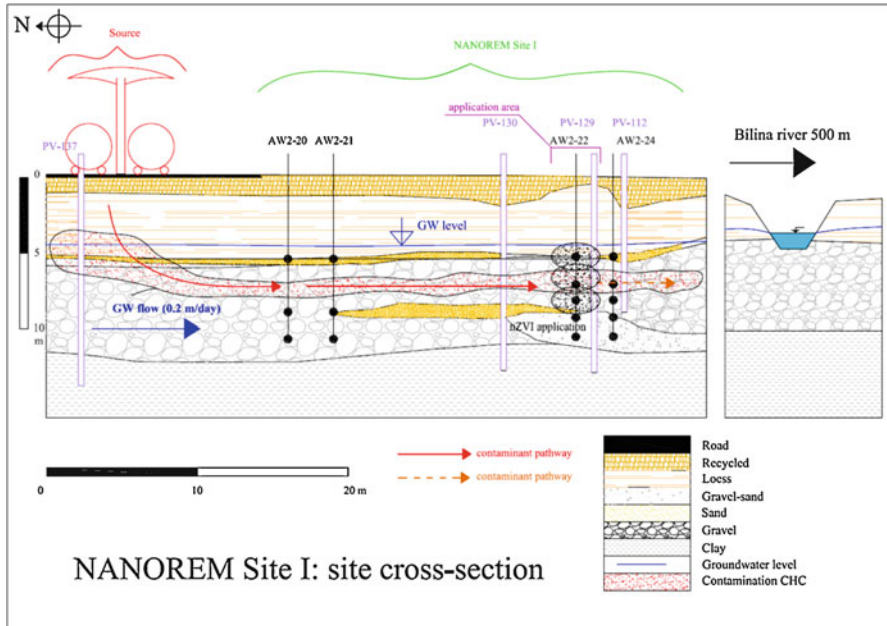 N
Source
NANOREM Site I
application area
PV-137
AW2-20
AW2-21
PV-130
PV-129
PV-112
AW2-22
AW2-24
Bilina river 500 m
0
GW level
5
GW flow (0.2 m/day)
10
m
nZVI application
contaminant pathway
contaminant pathway
0
10
20 m
NANOREM Site I: site cross-section
Road
Recycled
Loess
Gravel-sand
Sand
Gravel
Clay
Groundwater level
Contamination CHC